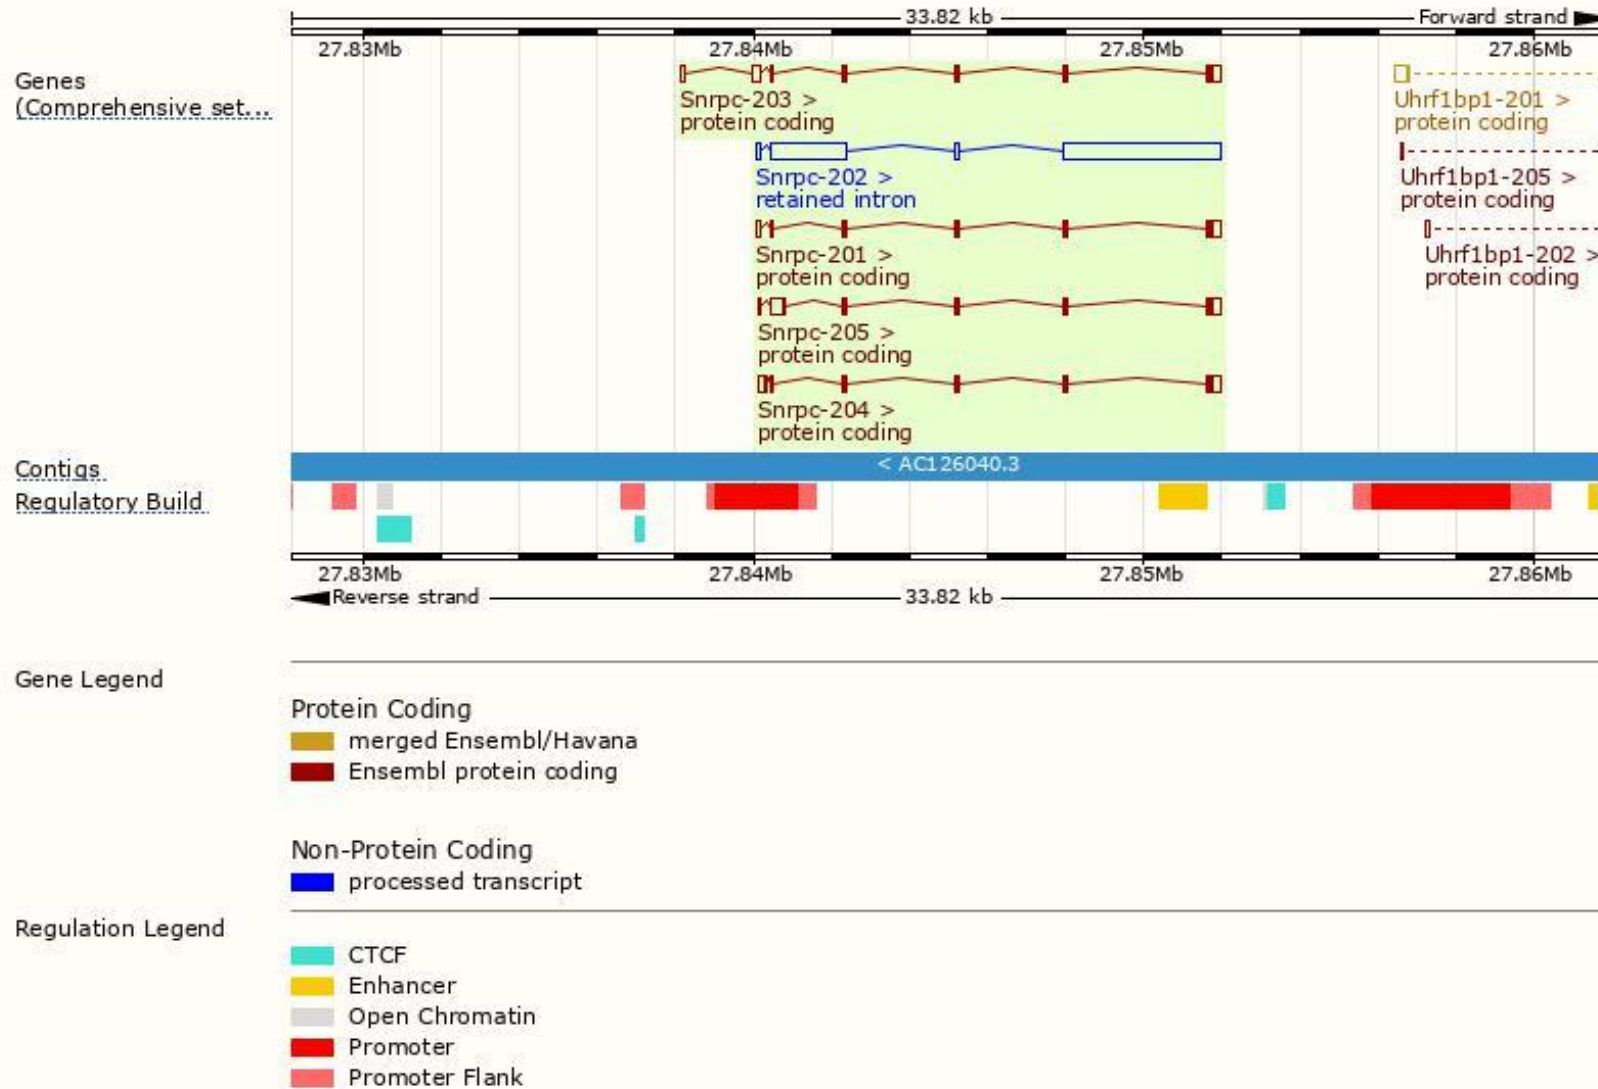 33.82 kb Forward strand
27.83Mb 27.84Mb 27.85Mb 27.86Mb
Genes
(Comprehensive set...
Snrpc-203 >
protein coding
Uhrf1bp1-201 >
protein coding
Snrpc-202 >
retained intron
Uhrf1bp1-205 >
protein coding
Snrpc-201 >
protein coding
Uhrf1bp1-202 >
protein coding
Snrpc-205 >
protein coding
Snrpc-204 >
protein coding
Contigs
< AC126040.3
Regulatory Build
27.83Mb 27.84Mb 27.85Mb 27.86Mb
Reverse strand 33.82 kb
Gene Legend
Protein Coding
merged Ensembl/Havana
Ensembl protein coding
Non-Protein Coding
processed transcript
Regulation Legend
CTCF
Enhancer
Open Chromatin
Promoter
Promoter Flank